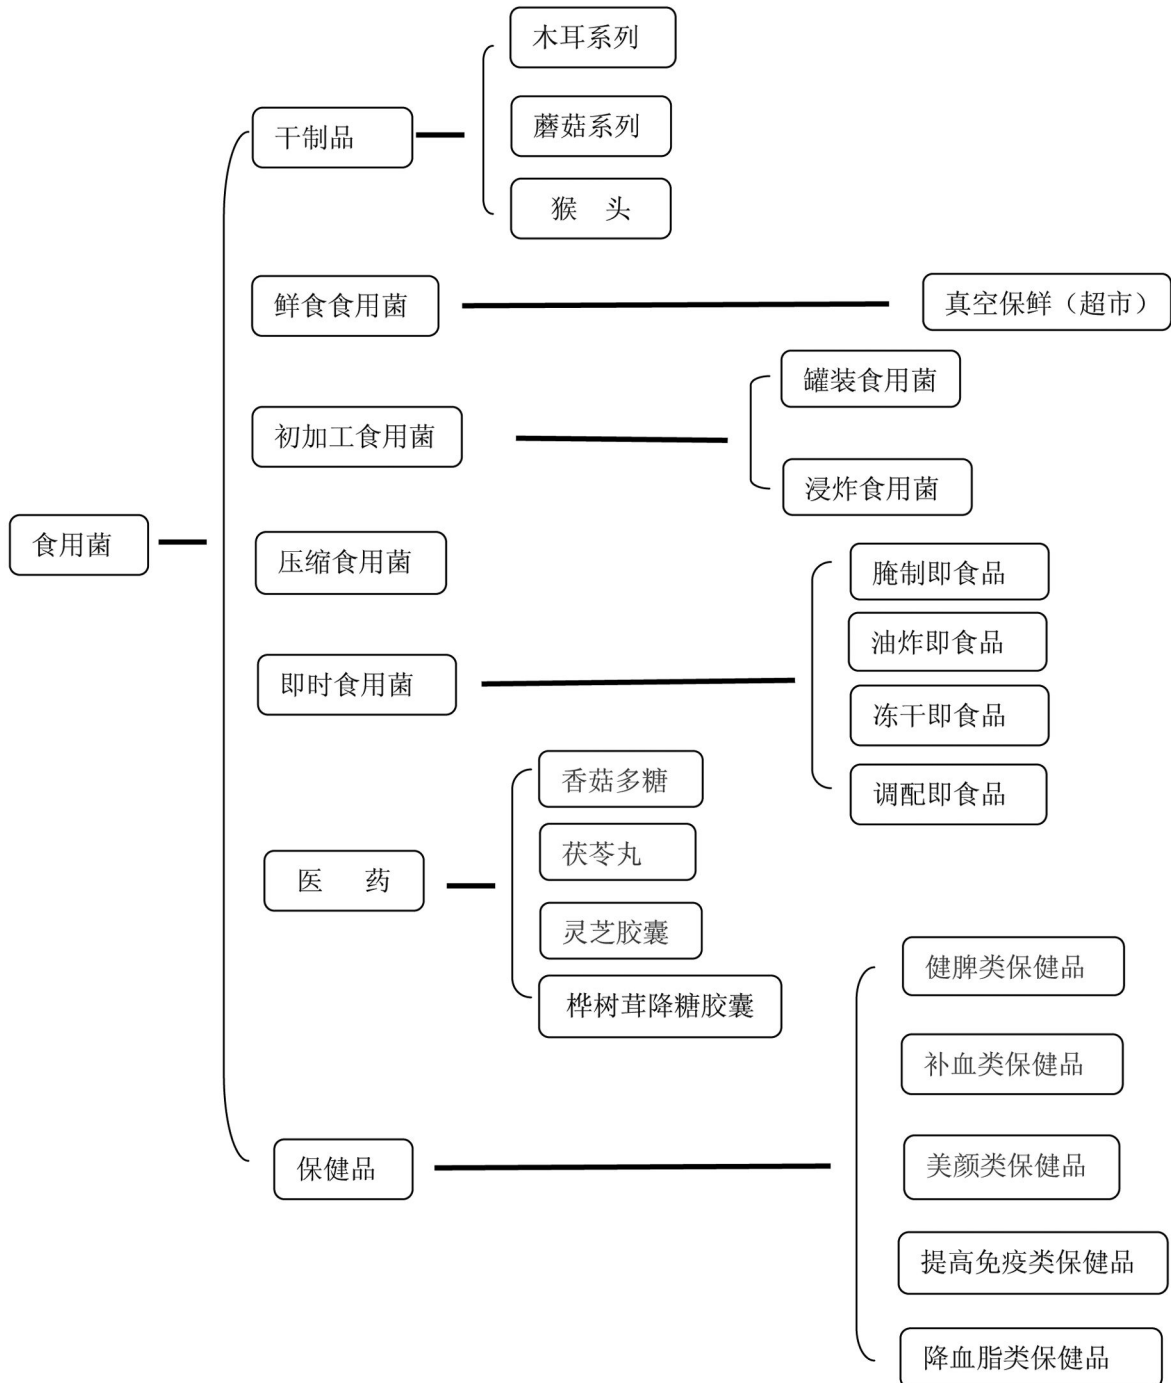 食用菌
干制品
木耳系列
蘑菇系列
猴 头
鲜食食用菌
真空保鲜（超市）
初加工食用菌
罐装食用菌
浸炸食用菌
压缩食用菌
即时食用菌
腌制即食品
油炸即食品
冻干即食品
调配即食品
医 药
香菇多糖
茯苓丸
灵芝胶囊
桦树茸降糖胶囊
保健品
健脾类保健品
补血类保健品
美颜类保健品
提高免疫类保健品
降血脂类保健品